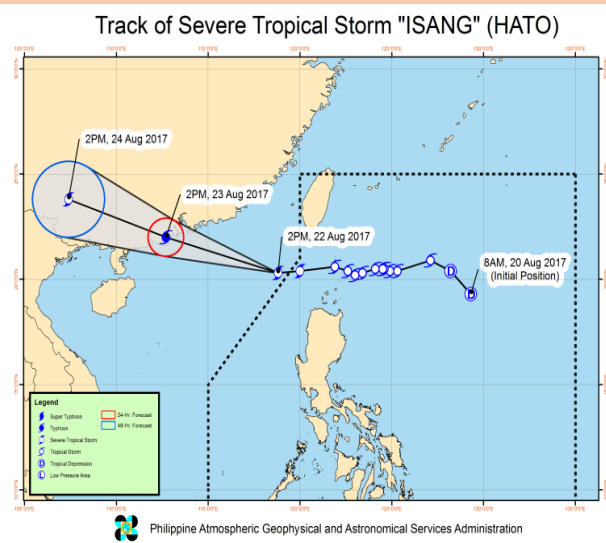 Track of Severe Tropical Storm "ISANG" (HATO)
2PM, 24 Aug 2017
2PM, 23 Aug 2017
2PM, 22 Aug 2017
8AM, 20 Aug 2017
(Initial Position)
D
D
Legend
Super Typhoon
Typhoon
Severe Tropical Storm
Tropical Storm
D Tropical Depression
L Low Pressure Area
24-Hr. Forecast
48-Hr. Forecast
Philippine Atmospheric Geophysical and Astronomical Services Administration